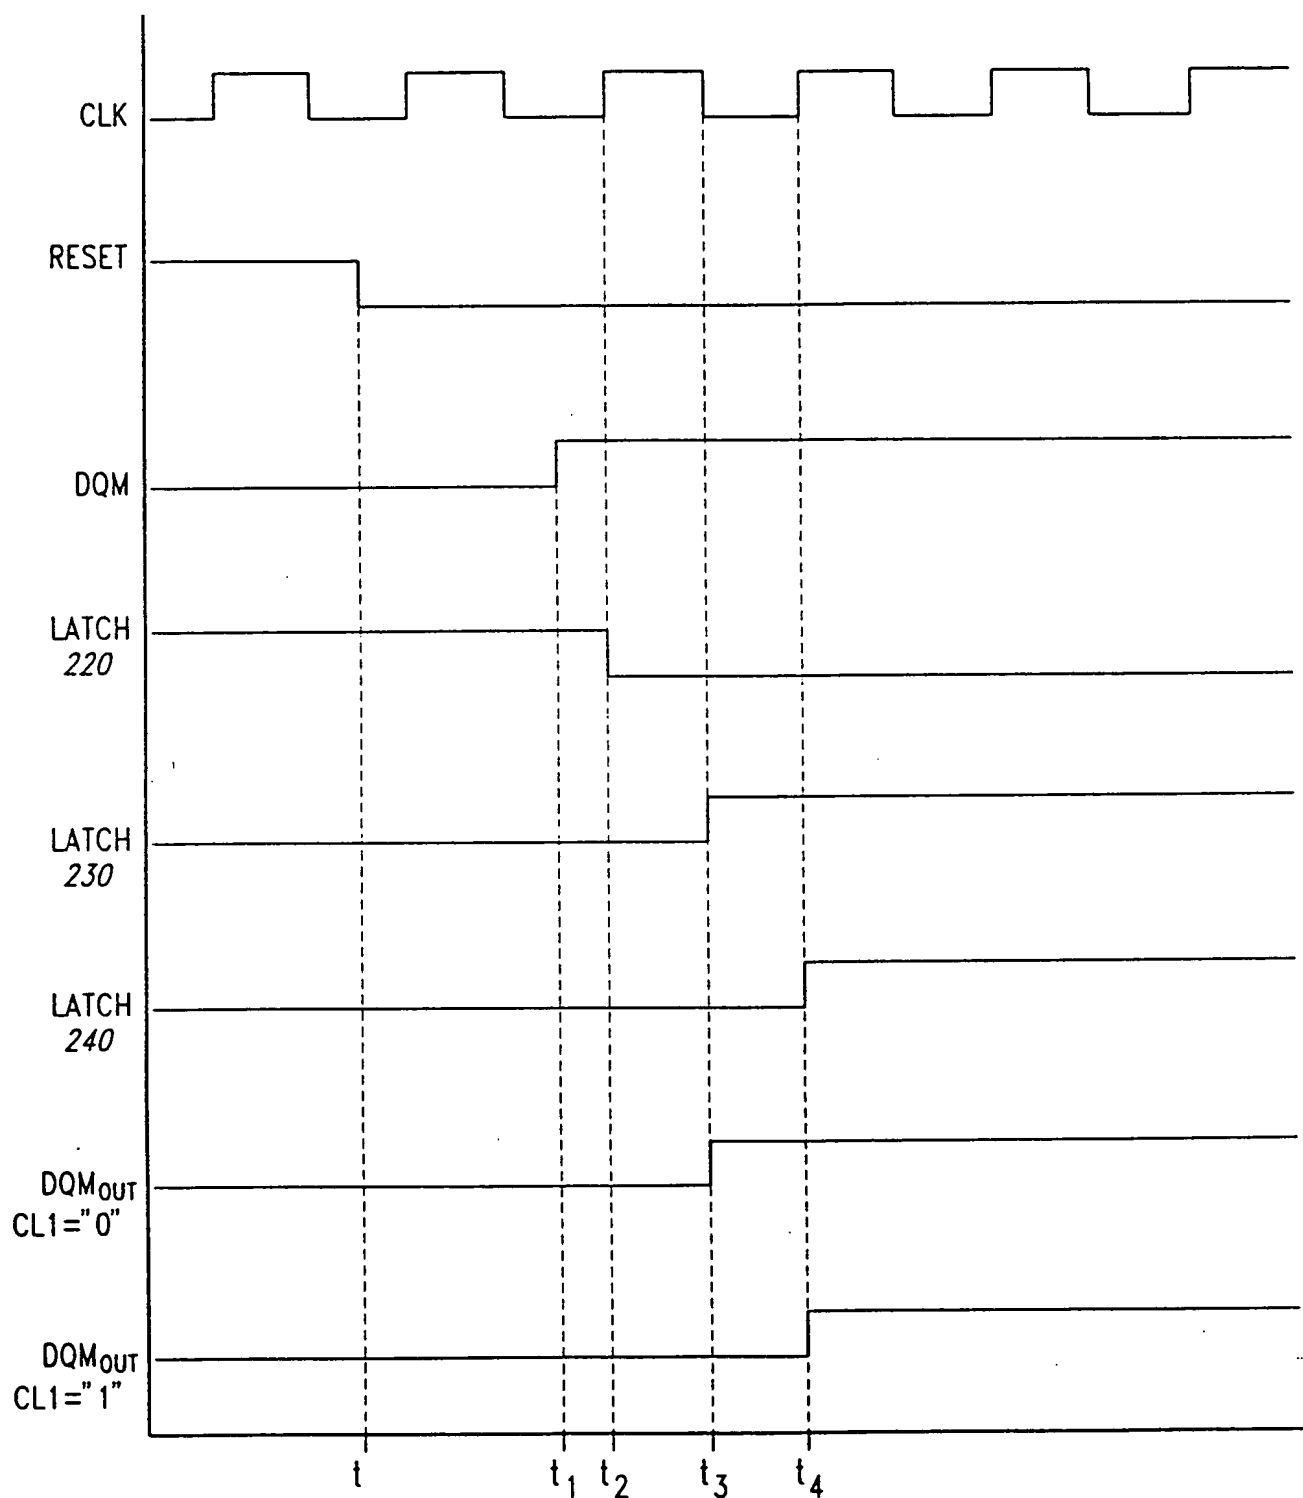 CLK
RESET
DQM
LATCH
220
LATCH
230
LATCH
240
DQMOUT
CL1="0"
DQMOUT
CL1="1"
t t1 t2 t3 t4